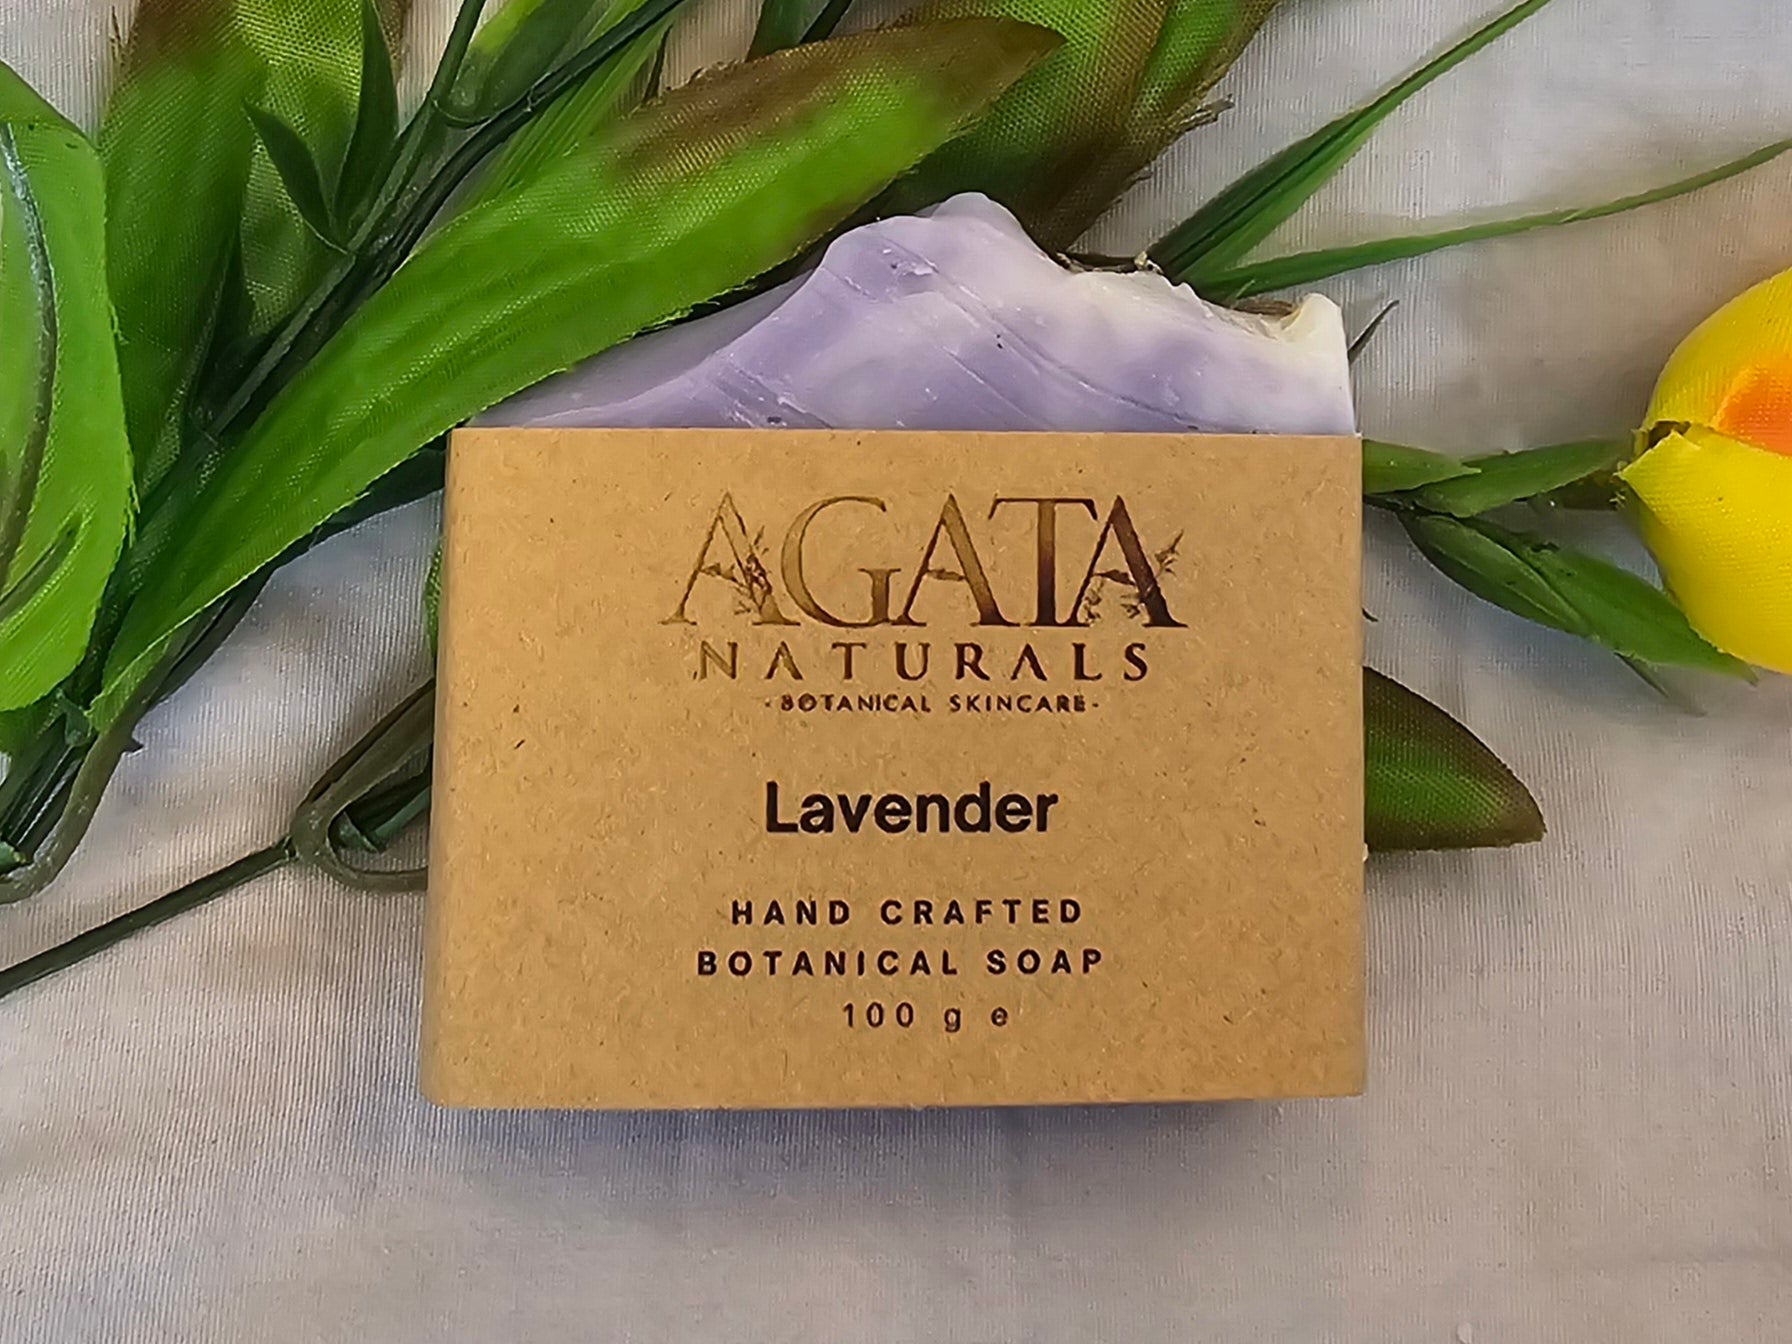 AGATA
NATURALS
- BOTANICAL SKINCARE -
Lavender
HAND CRAFTED
BOTANICAL SOAP
100 g e